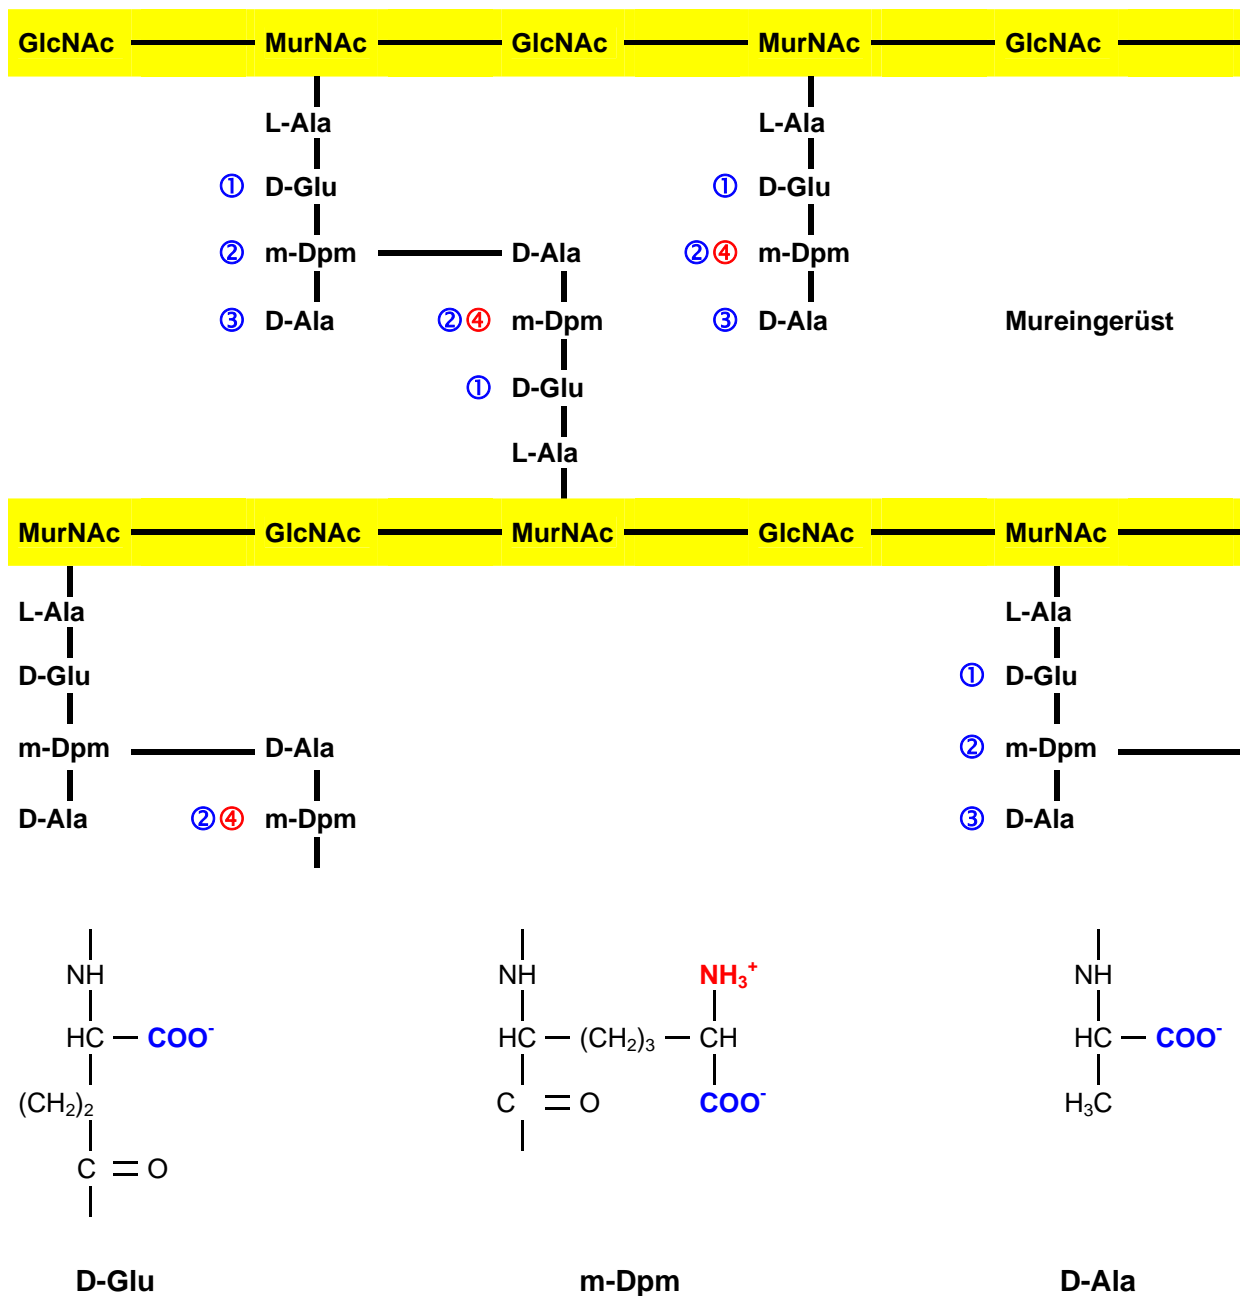 GlcNAc MurNAc GlcNAc MurNAc GlcNAc
L-Ala L-Ala
① D-Glu ① D-Glu
② m-Dpm D-Ala ②④ m-Dpm
③ D-Ala ②④ m-Dpm ③ D-Ala Mureingerüst
① D-Glu
L-Ala
MurNAc GlcNAc MurNAc GlcNAc MurNAc
L-Ala L-Ala
D-Glu ① D-Glu
m-Dpm D-Ala ② m-Dpm
D-Ala ②④ m-Dpm ③ D-Ala
NH NH NH₃⁺ NH
HC — COO⁻ HC — (CH₂)₃ — CH HC — COO⁻
(CH₂)₂ C = O COO⁻ H₃C
C = O
D-Glu m-Dpm D-Ala